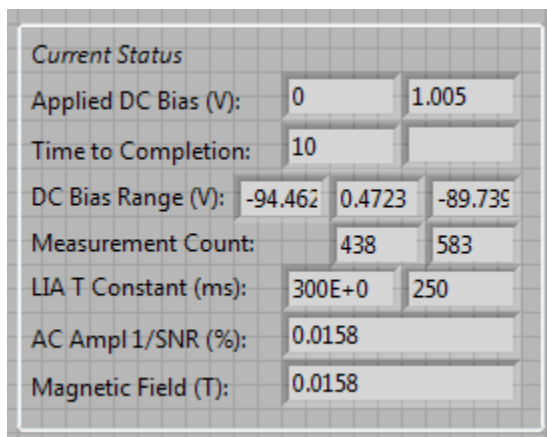 Current Status
Applied DC Bias (V): 0 1.005
Time to Completion: 10
DC Bias Range (V): -94.462 0.4723 -89.739
Measurement Count: 438 583
LIA T Constant (ms): 300E+0 250
AC Ampl 1/SNR (%): 0.0158
Magnetic Field (T): 0.0158